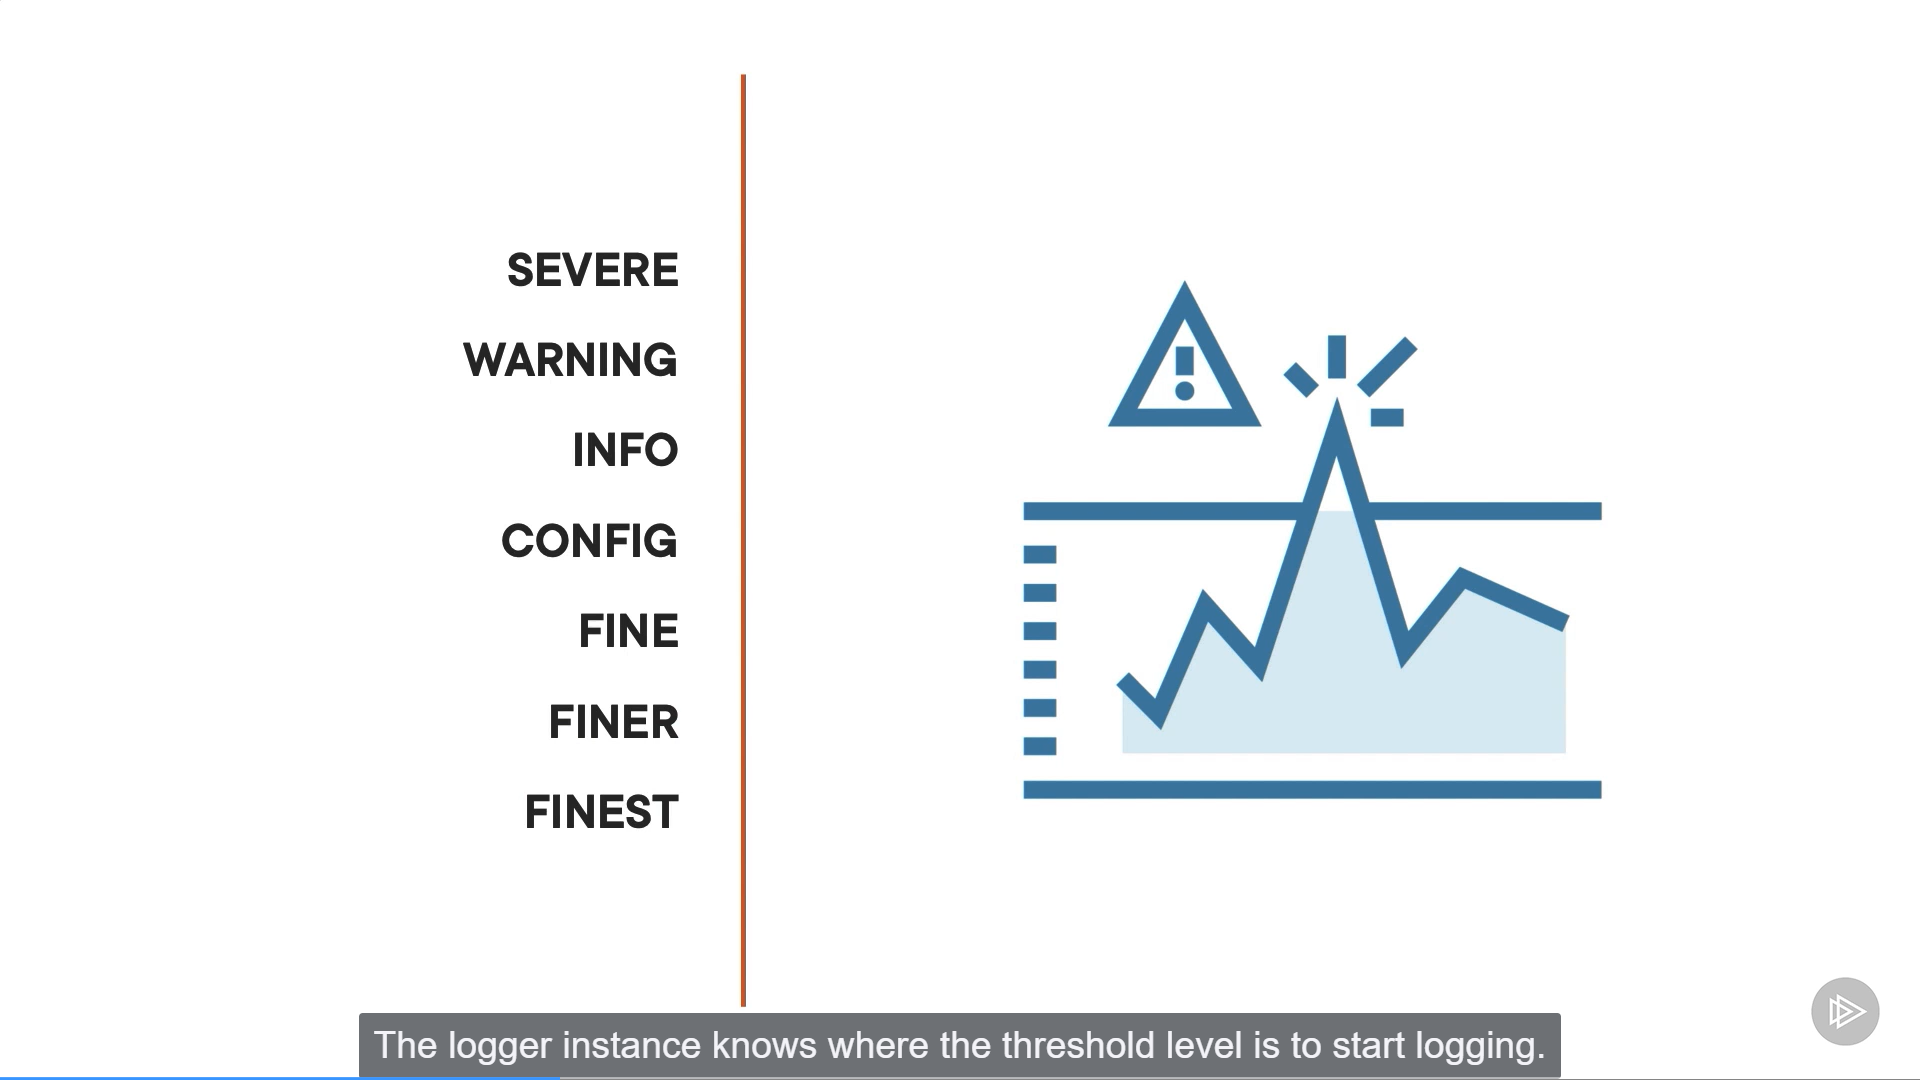 SEVERE
WARNING
INFO
CONFIG
FINE
FINER
FINEST
The logger instance knows where the threshold level is to start logging.